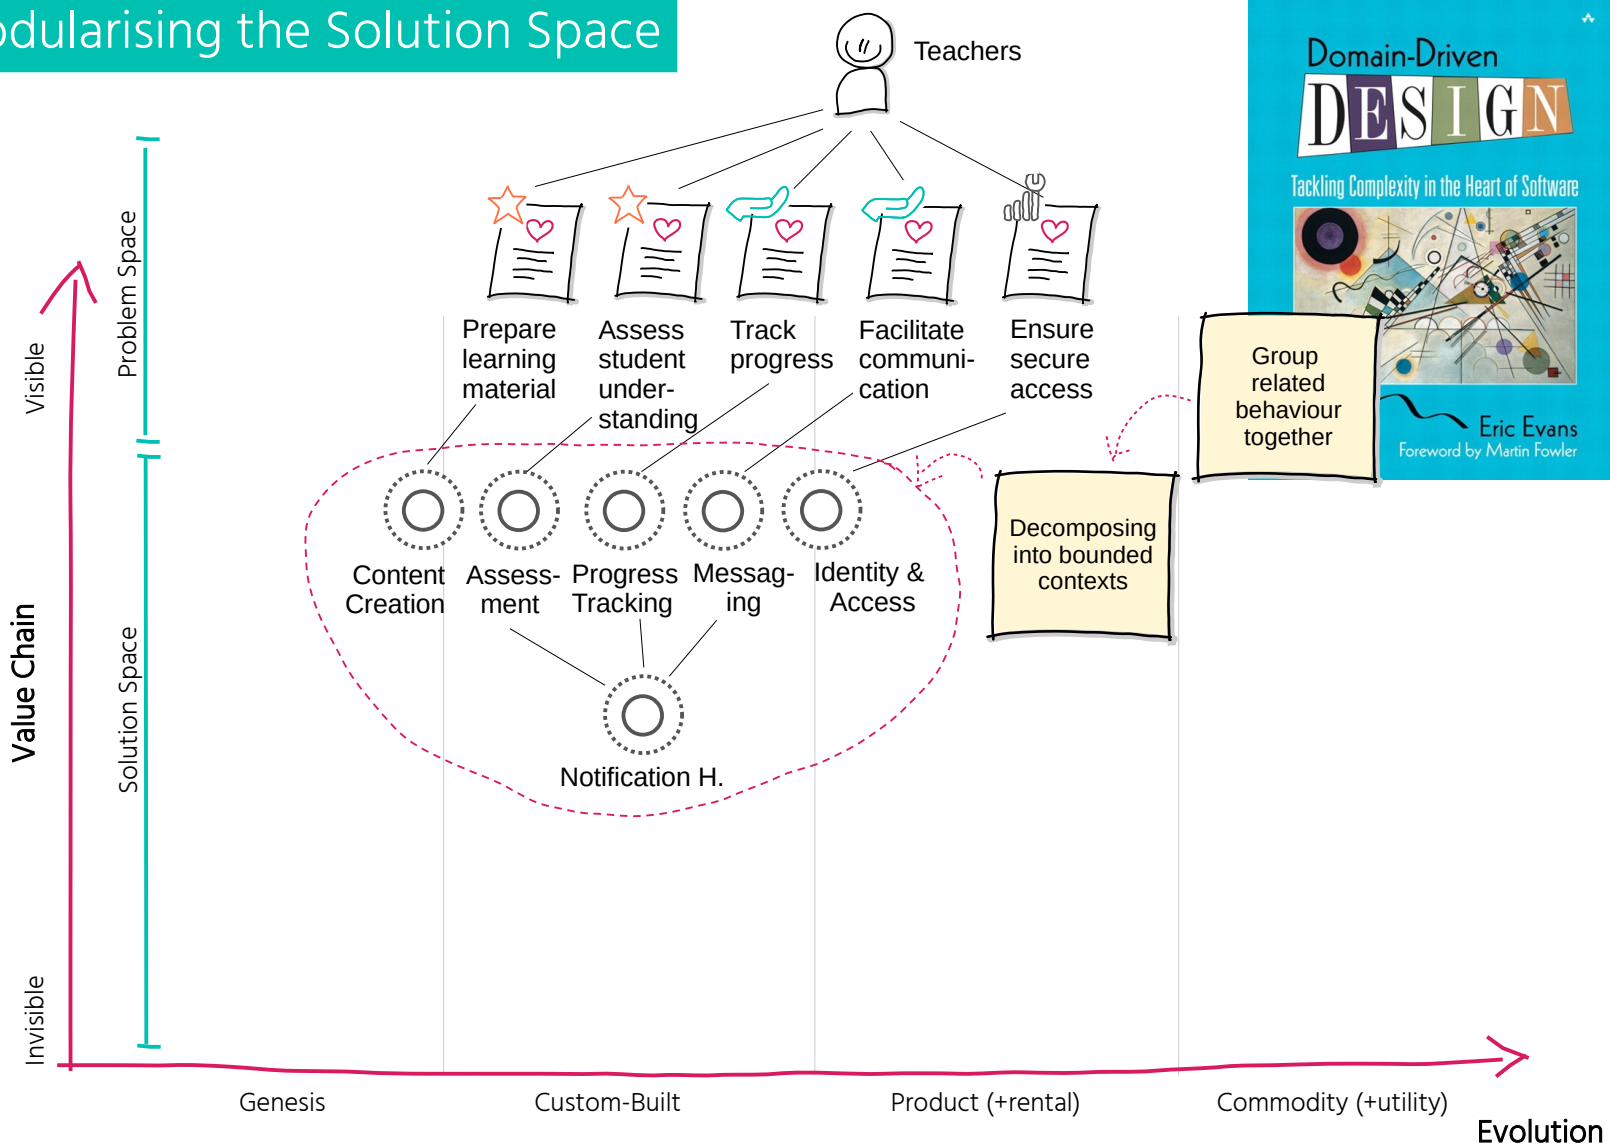 odularising the Solution Space
Teachers
Domain-Driven
DESIGN
Tackling Complexity in the Heart of Software
Eric Evans
Foreword by Martin Fowler
Problem Space
Visible
Prepare
learning
material
Assess
student
under-
standing
Track
progress
Facilitate
communi-
cation
Ensure
secure
access
Group
related
behaviour
together
Decomposing
into bounded
contexts
Content
Creation
Assess-
ment
Progress
Tracking
Messag-
ing
Identity &
Access
Notification H.
Value Chain
Solution Space
Invisible
Genesis
Custom-Built
Product (+rental)
Commodity (+utility)
Evolution